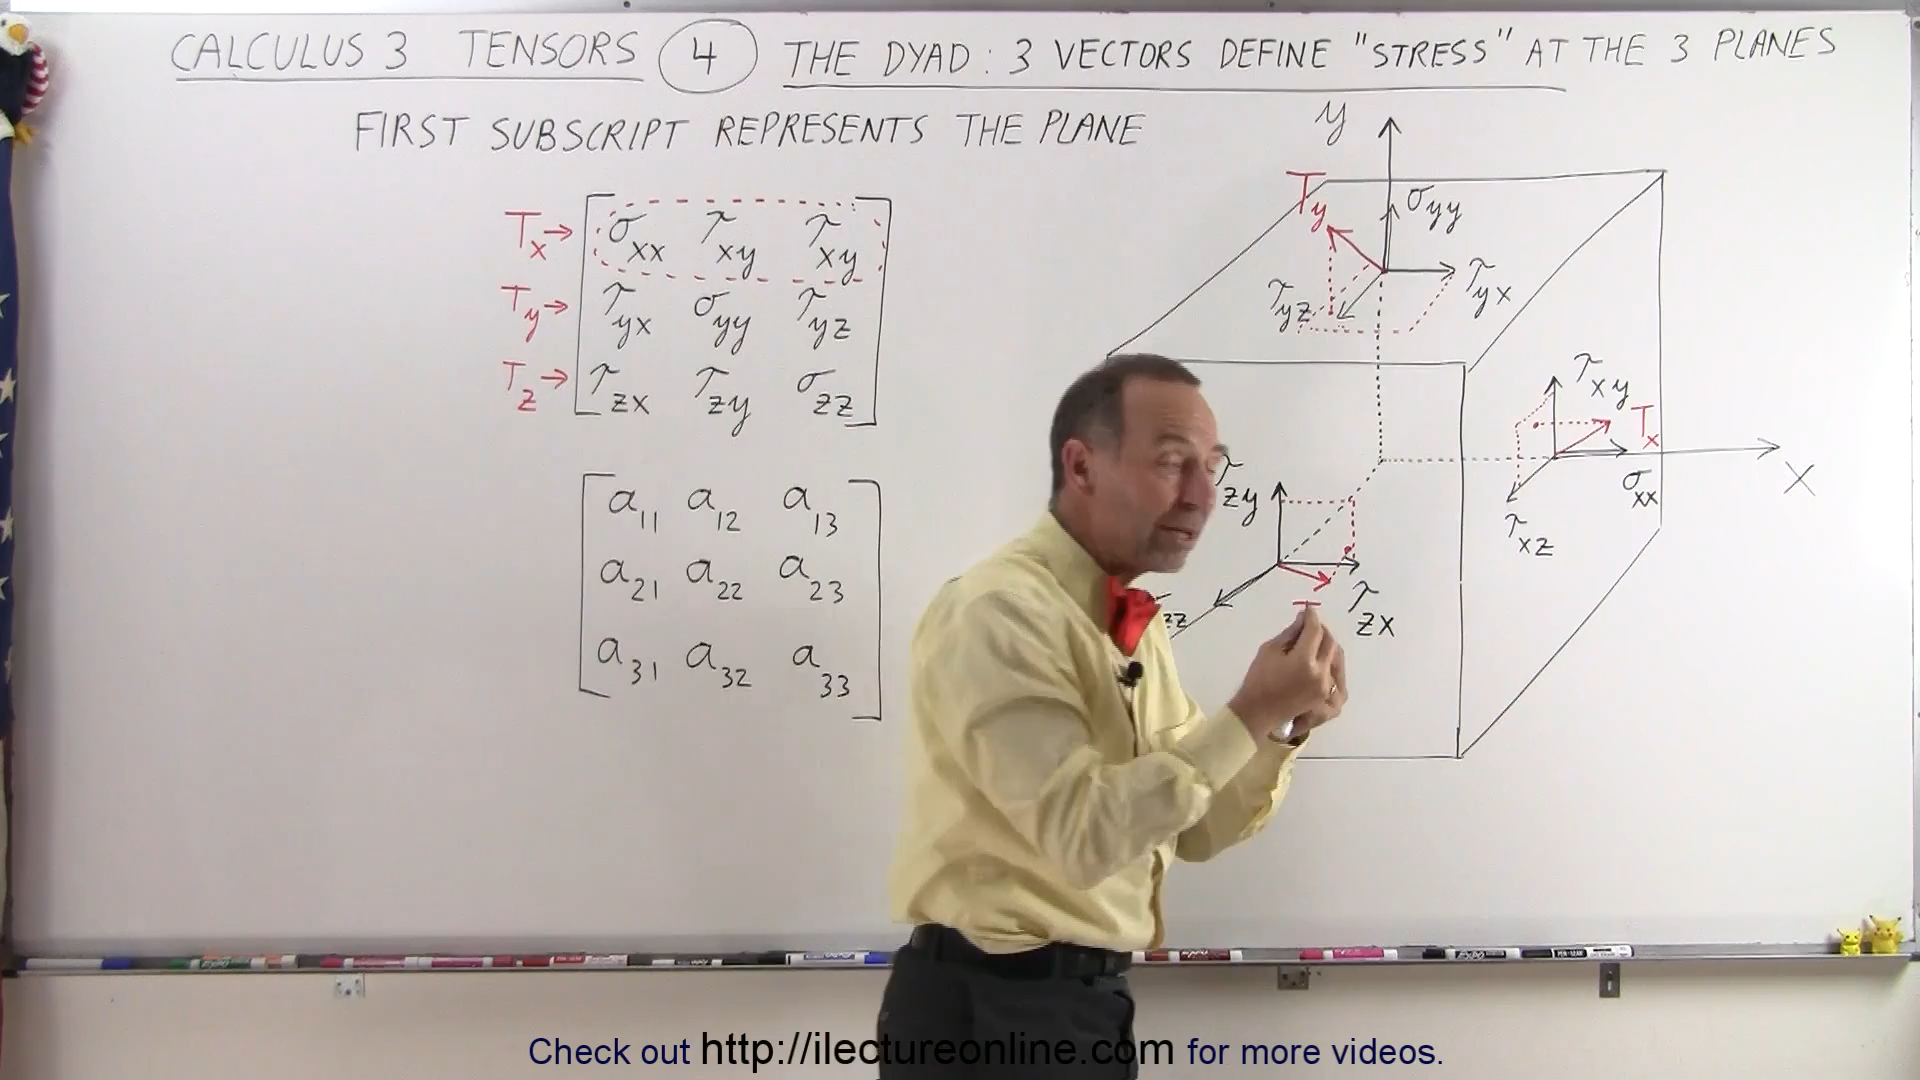 CALCULUS 3 TENSORS 4 THE DYAD: 3 VECTORS DEFINE "STRESS" AT THE 3 PLANES
FIRST SUBSCRIPT REPRESENTS THE PLANE
y
Ty
σyy
τyx
τyz
Tx→ σxx τxy τxy
Ty→ τyx σyy τyz
Tz→ τzx τzy σzz
τxy
Tx
σxx
X
τxz
τzy
τzx
T
zz
a11 a12 a13
a21 a22 a23
a31 a32 a33
EXPO
Check out http://ilectureonline.com for more videos.